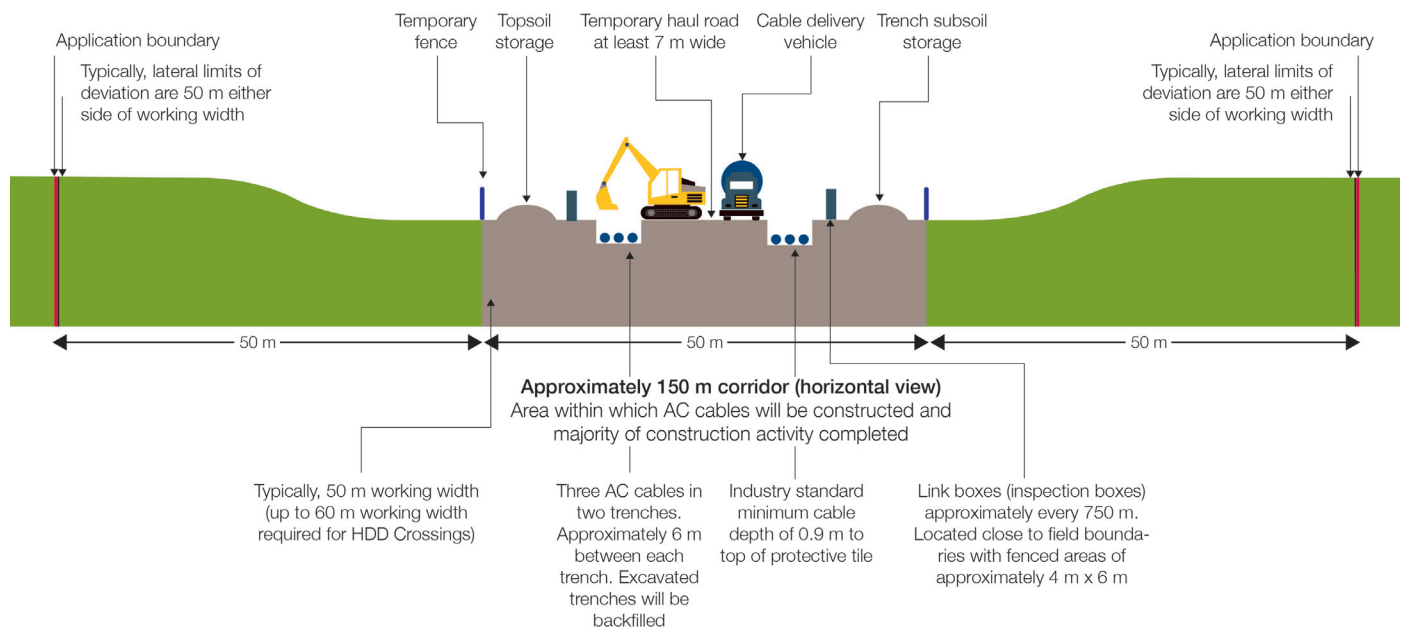 Application boundary
Typically, lateral limits of
deviation are 50 m either
side of working width
Temporary
fence
Topsoil
storage
Temporary haul road
at least 7 m wide
Cable delivery
vehicle
Trench subsoil
storage
Application boundary
Typically, lateral limits of
deviation are 50 m either
side of working width
50 m
50 m
50 m
Approximately 150 m corridor (horizontal view)
Area within which AC cables will be constructed and
majority of construction activity completed
Typically, 50 m working width
(up to 60 m working width
required for HDD Crossings)
Three AC cables in
two trenches.
Approximately 6 m
between each
trench. Excavated
trenches will be
backfilled
Industry standard
minimum cable
depth of 0.9 m to
top of protective tile
Link boxes (inspection boxes)
approximately every 750 m.
Located close to field bounda-
ries with fenced areas of
approximately 4 m x 6 m